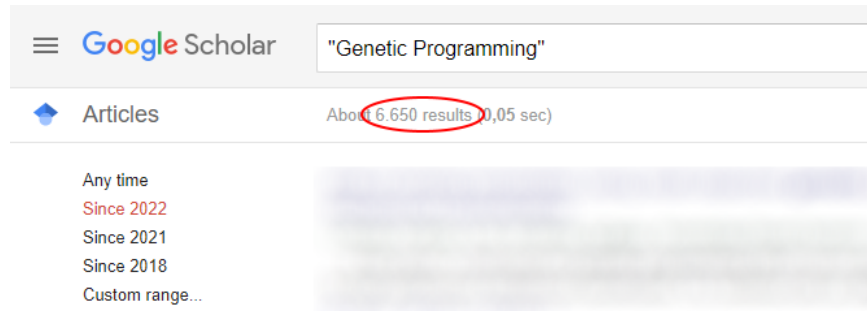 Google Scholar
"Genetic Programming"
Articles
About 6.650 results (0,05 sec)
Any time
Since 2022
Since 2021
Since 2018
Custom range...